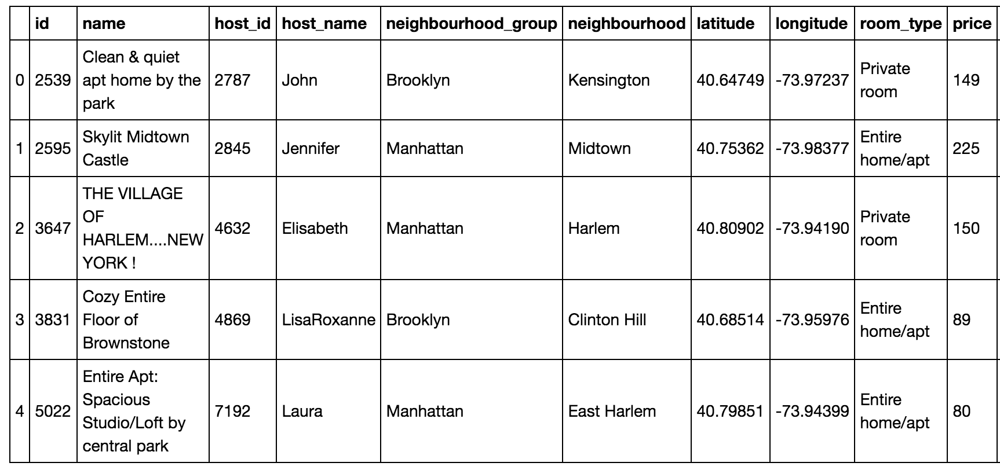 id name host_id host_name neighbourhood_group neighbourhood latitude longitude room_type price
0 2539 Clean & quiet apt home by the park 2787 John Brooklyn Kensington 40.64749 -73.97237 Private room 149
1 2595 Skylit Midtown Castle 2845 Jennifer Manhattan Midtown 40.75362 -73.98377 Entire home/apt 225
2 3647 THE VILLAGE OF HARLEM....NEW YORK ! 4632 Elisabeth Manhattan Harlem 40.80902 -73.94190 Private room 150
3 3831 Cozy Entire Floor of Brownstone 4869 LisaRoxanne Brooklyn Clinton Hill 40.68514 -73.95976 Entire home/apt 89
4 5022 Entire Apt: Spacious Studio/Loft by central park 7192 Laura Manhattan East Harlem 40.79851 -73.94399 Entire home/apt 80